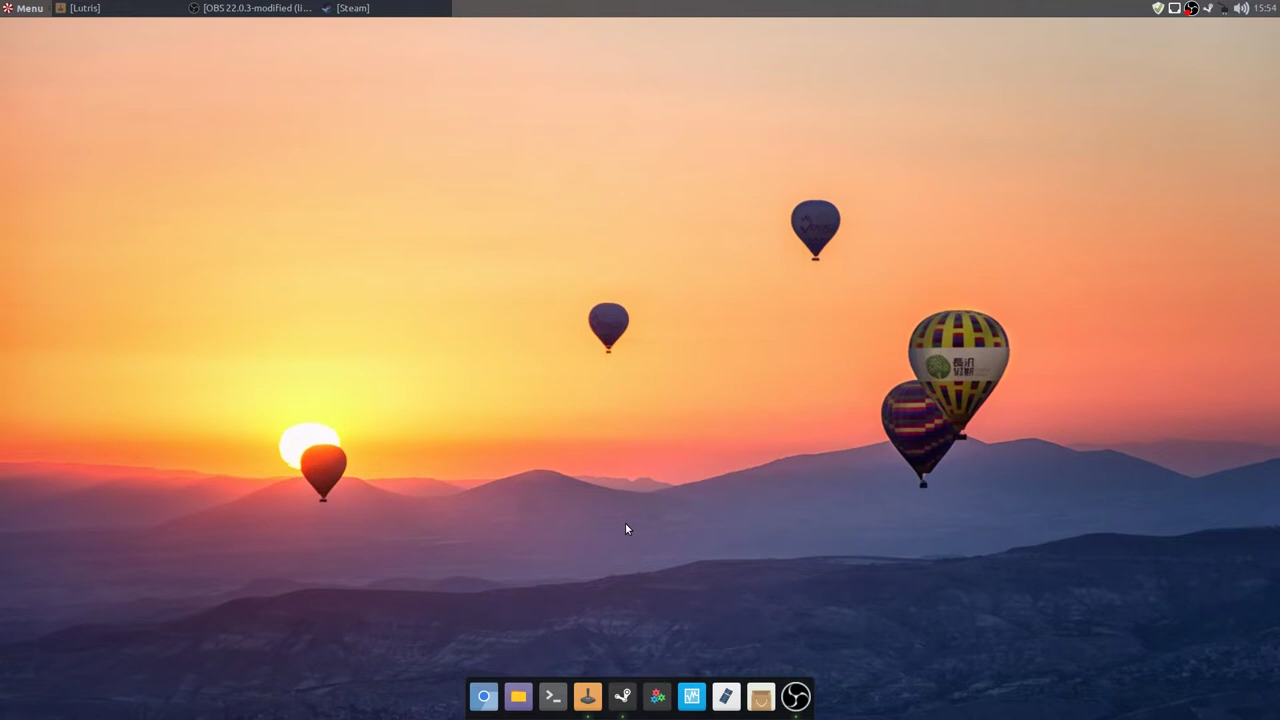 Menu
[Lutris]
[OBS 22.0.3-modified (li...
[Steam]
15:54